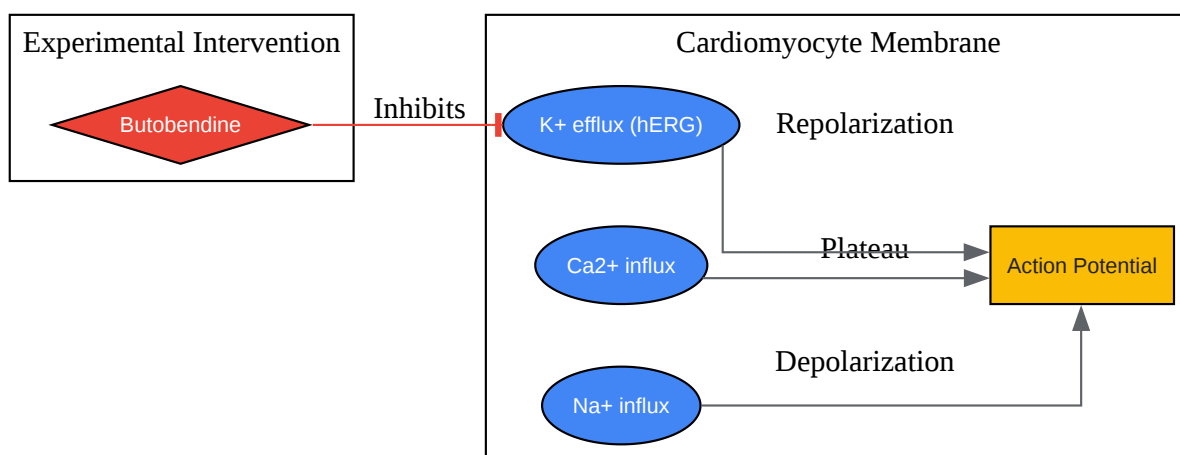 Experimental Intervention
Butobendine
Inhibits
Cardiomyocyte Membrane
K+ efflux (hERG)
Repolarization
Ca2+ influx
Plateau
Action Potential
Depolarization
Na+ influx